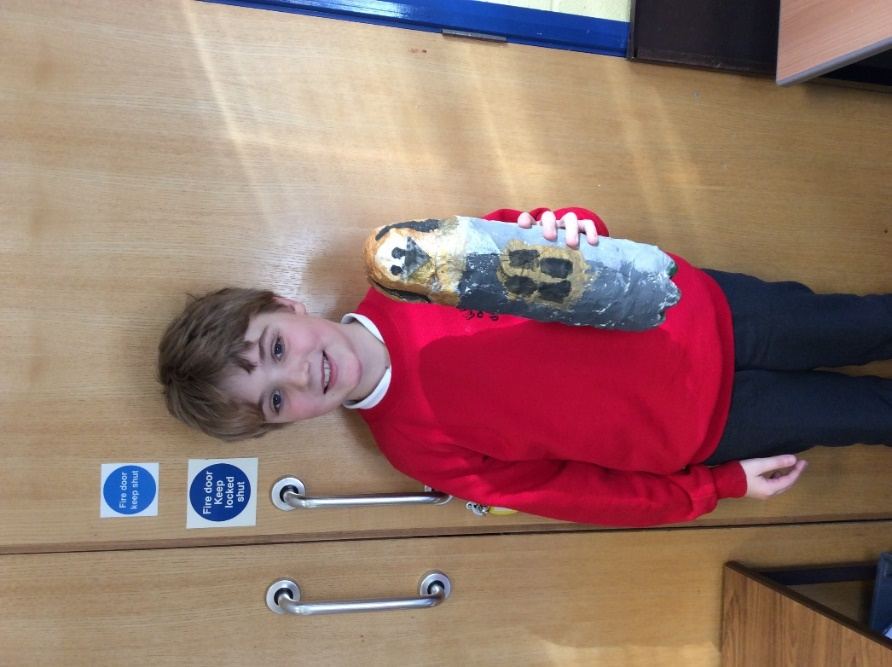 Fire door
keep shut
Fire door
Keep
locked
shut